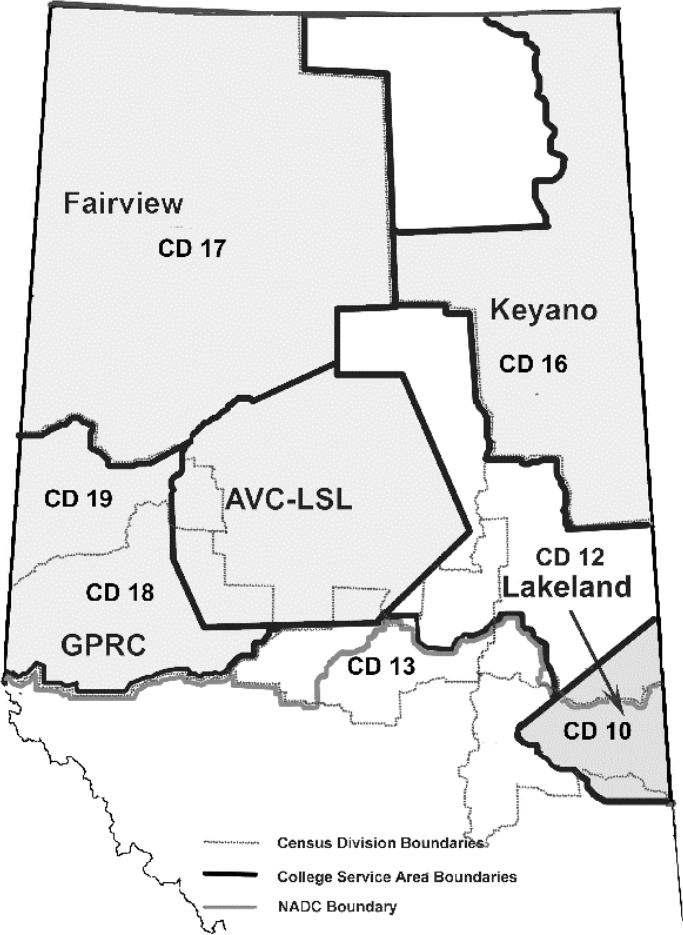 Fairview
CD 17
Keyano
CD 16
CD 19
AVC-LSL
CD 12
Lakeland
CD 18
GPRC
CD 13
CD 10
Census Division Boundaries
College Service Area Boundaries
NADC Boundary